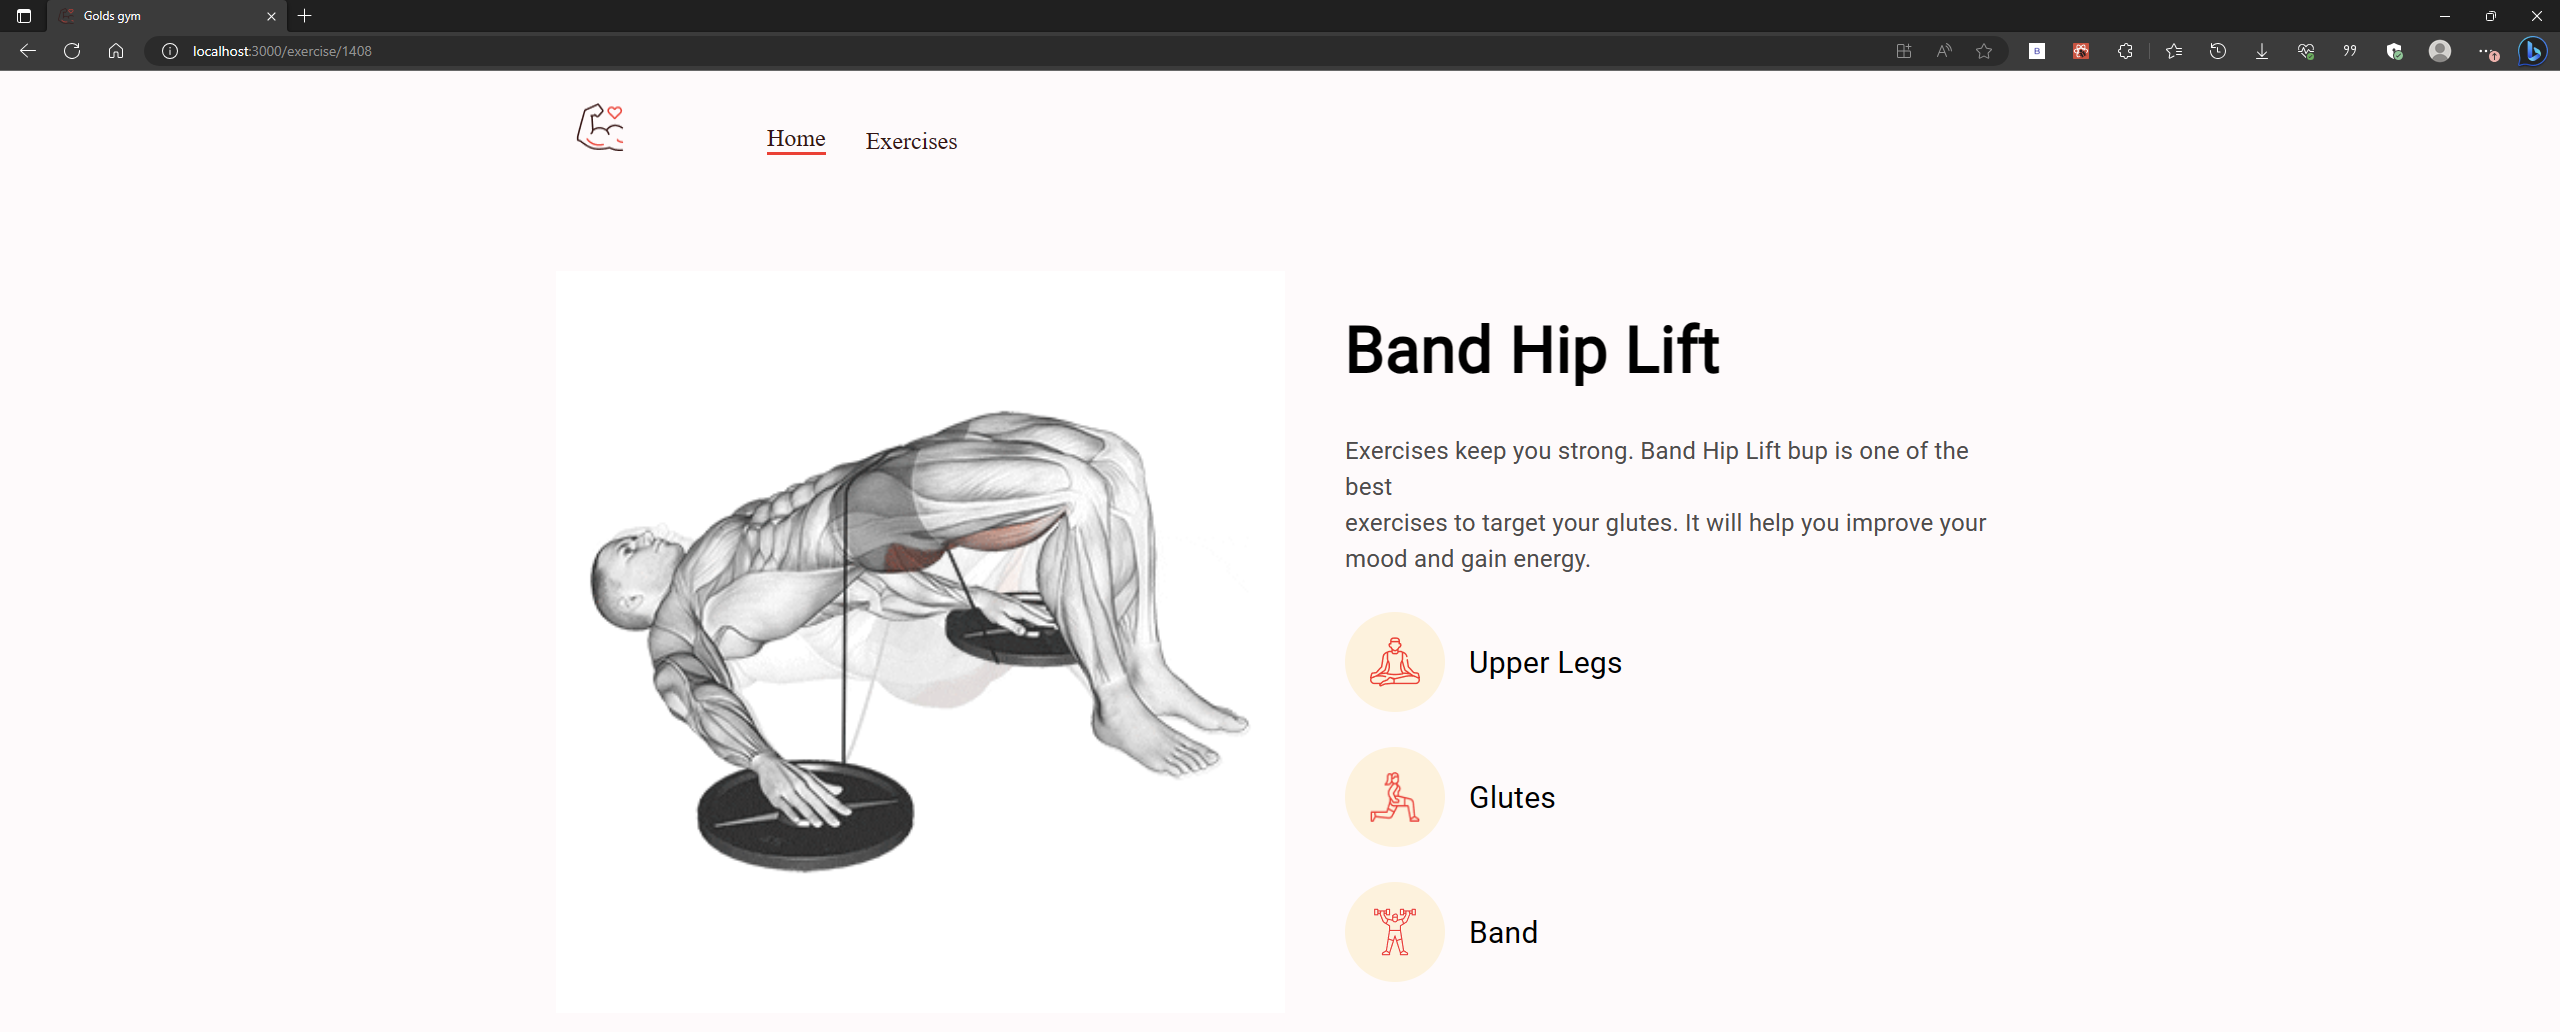 Golds gym
localhost:3000/exercise/1408
Home
Exercises
Band Hip Lift
Exercises keep you strong. Band Hip Lift bup is one of the
best
exercises to target your glutes. It will help you improve your
mood and gain energy.
Upper Legs
Glutes
Band